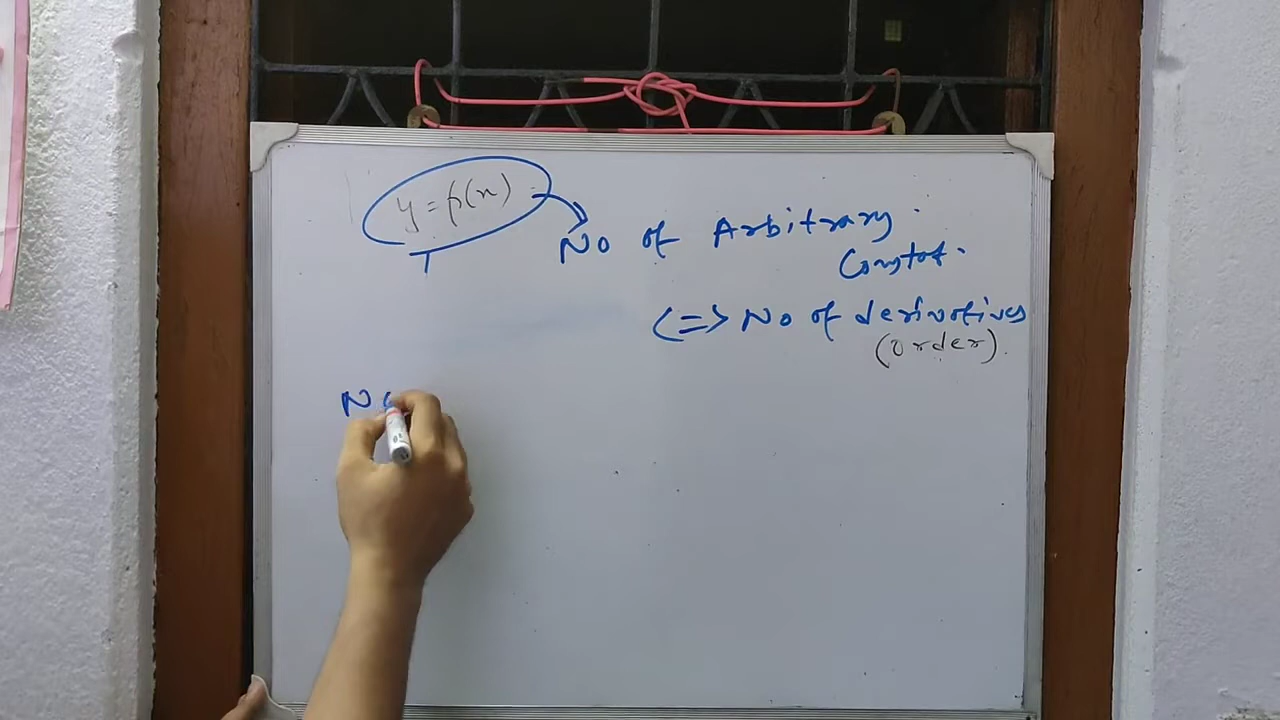 y = f(x)
No of Arbitrary
Constat.
<=> No of derivatives
(order).
No